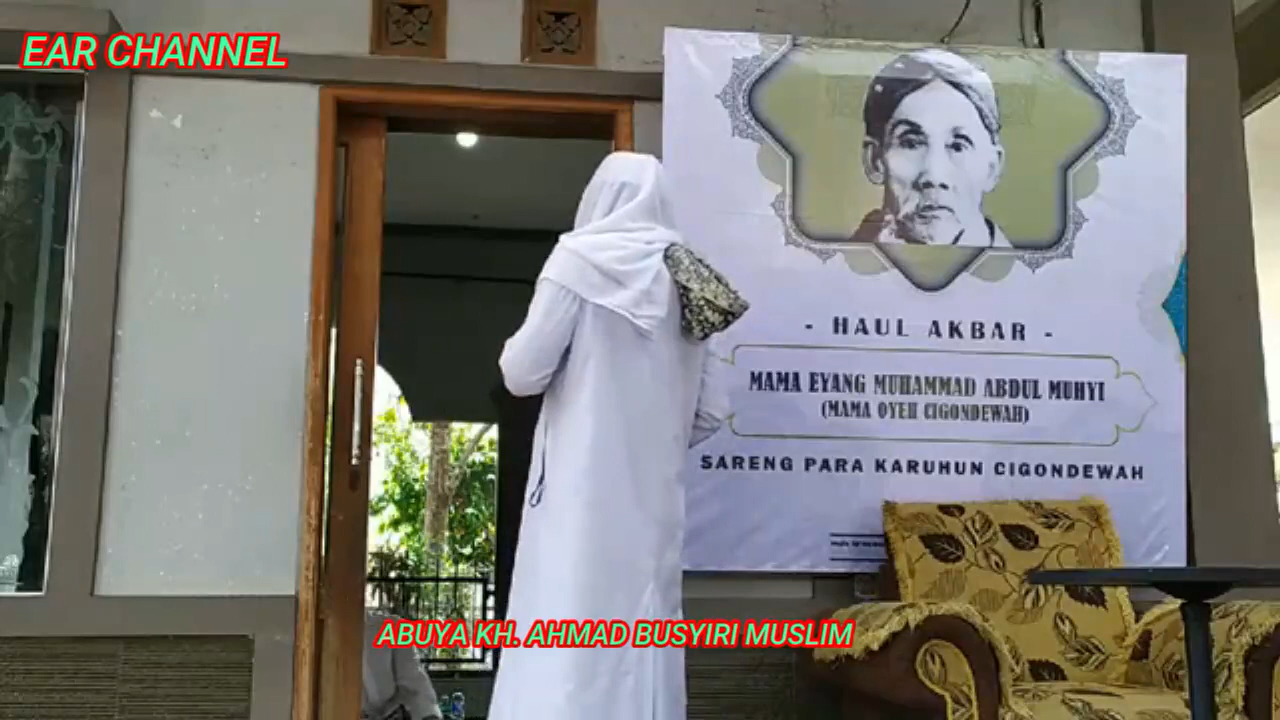 EAR CHANNEL
- HAUL AKBAR -
MAMA EYANG MUHAMMAD ABDUL MUHYI
(MAMA OYEH CIGONDEWAH)
SARENG PARA KARUHUN CIGONDEWAH
ABUYA KH. AHMAD BUSYIRI MUSLIM